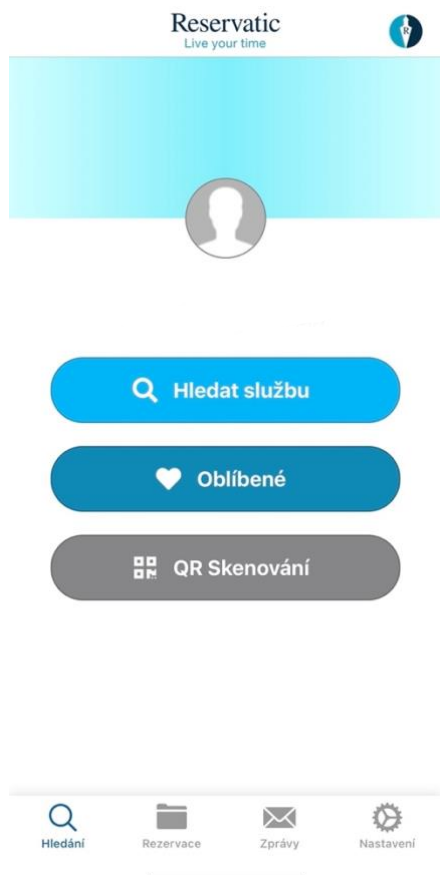 Reservatic
Live your time
R
Hledat službu
Oblíbené
QR Skenování
Hledání
Rezervace
Zprávy
Nastavení